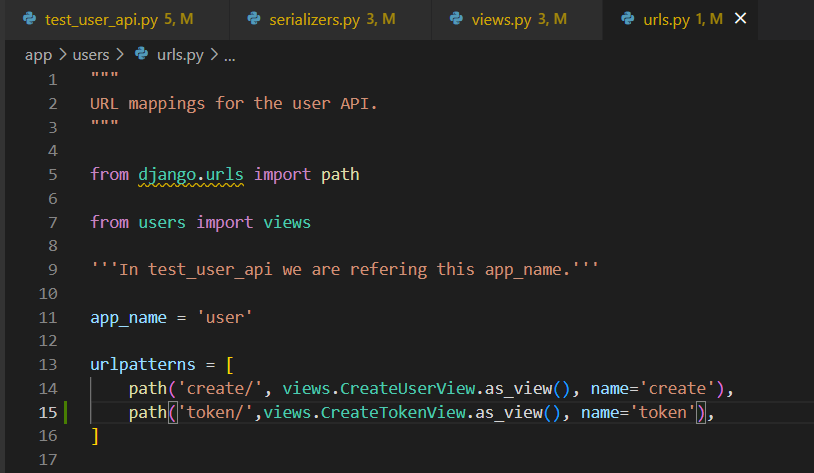 test_user_api.py 5, M serializers.py 3, M views.py 3, M urls.py 1, M ×
app > users > urls.py > ...
1 """
2 URL mappings for the user API.
3 """
4
5 from django.urls import path
6
7 from users import views
8
9 '''In test_user_api we are refering this app_name.'''
10
11 app_name = 'user'
12
13 urlpatterns = [
14 path('create/', views.CreateUserView.as_view(), name='create'),
15 path('token/',views.CreateTokenView.as_view(), name='token'),
16 ]
17